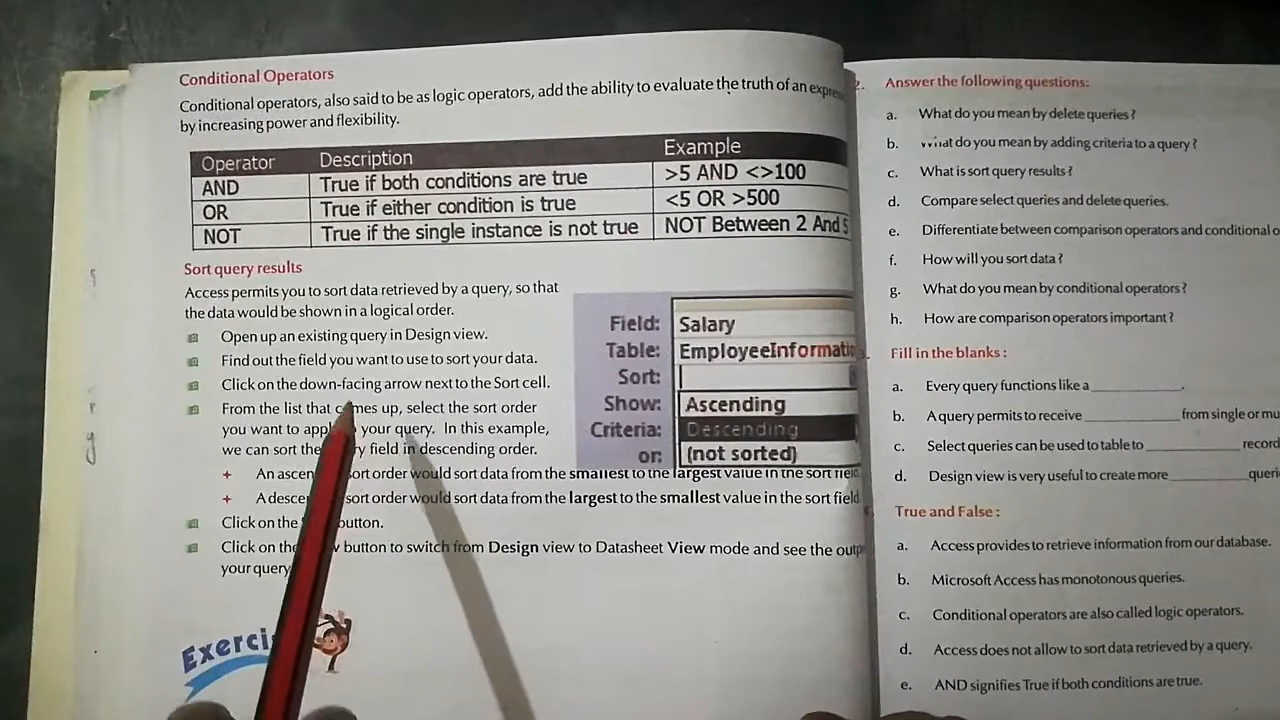 Conditional Operators
Conditional operators, also said to be as logic operators, add the ability to evaluate the truth of an
by increasing power and flexibility.
Operator Description Example
AND True if both conditions are true >5 AND <>100
OR True if either condition is true <5 OR >500
NOT True if the single instance is not true NOT Between 2 And 5
Sort query results
Access permits you to sort data retrieved by a query, so that
the data would be shown in a logical order.
Open up an existing query in Design view.
Find out the field you want to use to sort your data.
Click on the down-facing arrow next to the Sort cell.
From the list that comes up, select the sort order
you want to your query. In this example,
we can sort the field in descending order.
+ An sort order would sort data from the smallest to the largest value in the sort field
+ A sort order would sort data from the largest to the smallest value in the sort field
Click on the button.
Click on the button to switch from Design view to Datasheet View mode and see the
your query
Field: Salary
Table:
Sort:
Show: Ascending
Criteria: Descending
or: (not sorted)
2. Answer the following questions:
a. What do you mean by delete queries?
b. What do you mean by adding criteria to a query?
c. What is sort query results?
d. Compare select queries and delete queries.
e. Differentiate between comparison operators and conditional
f. How will you sort data?
g. What do you mean by conditional operators?
h. How are comparison operators important?
Fill in the blanks:
a. Every query functions like a ____________.
b. A query permits to receive ____________ from single or
c. Select queries can be used to table to ____________ record
d. Design view is very useful to create more __________
True and False:
a. Access provides to retrieve information from our database.
b. Microsoft Access has monotonous queries.
c. Conditional operators are also called logic operators.
d. Access does not allow to sort data retrieved by a query.
e. AND signifies True if both conditions are true.